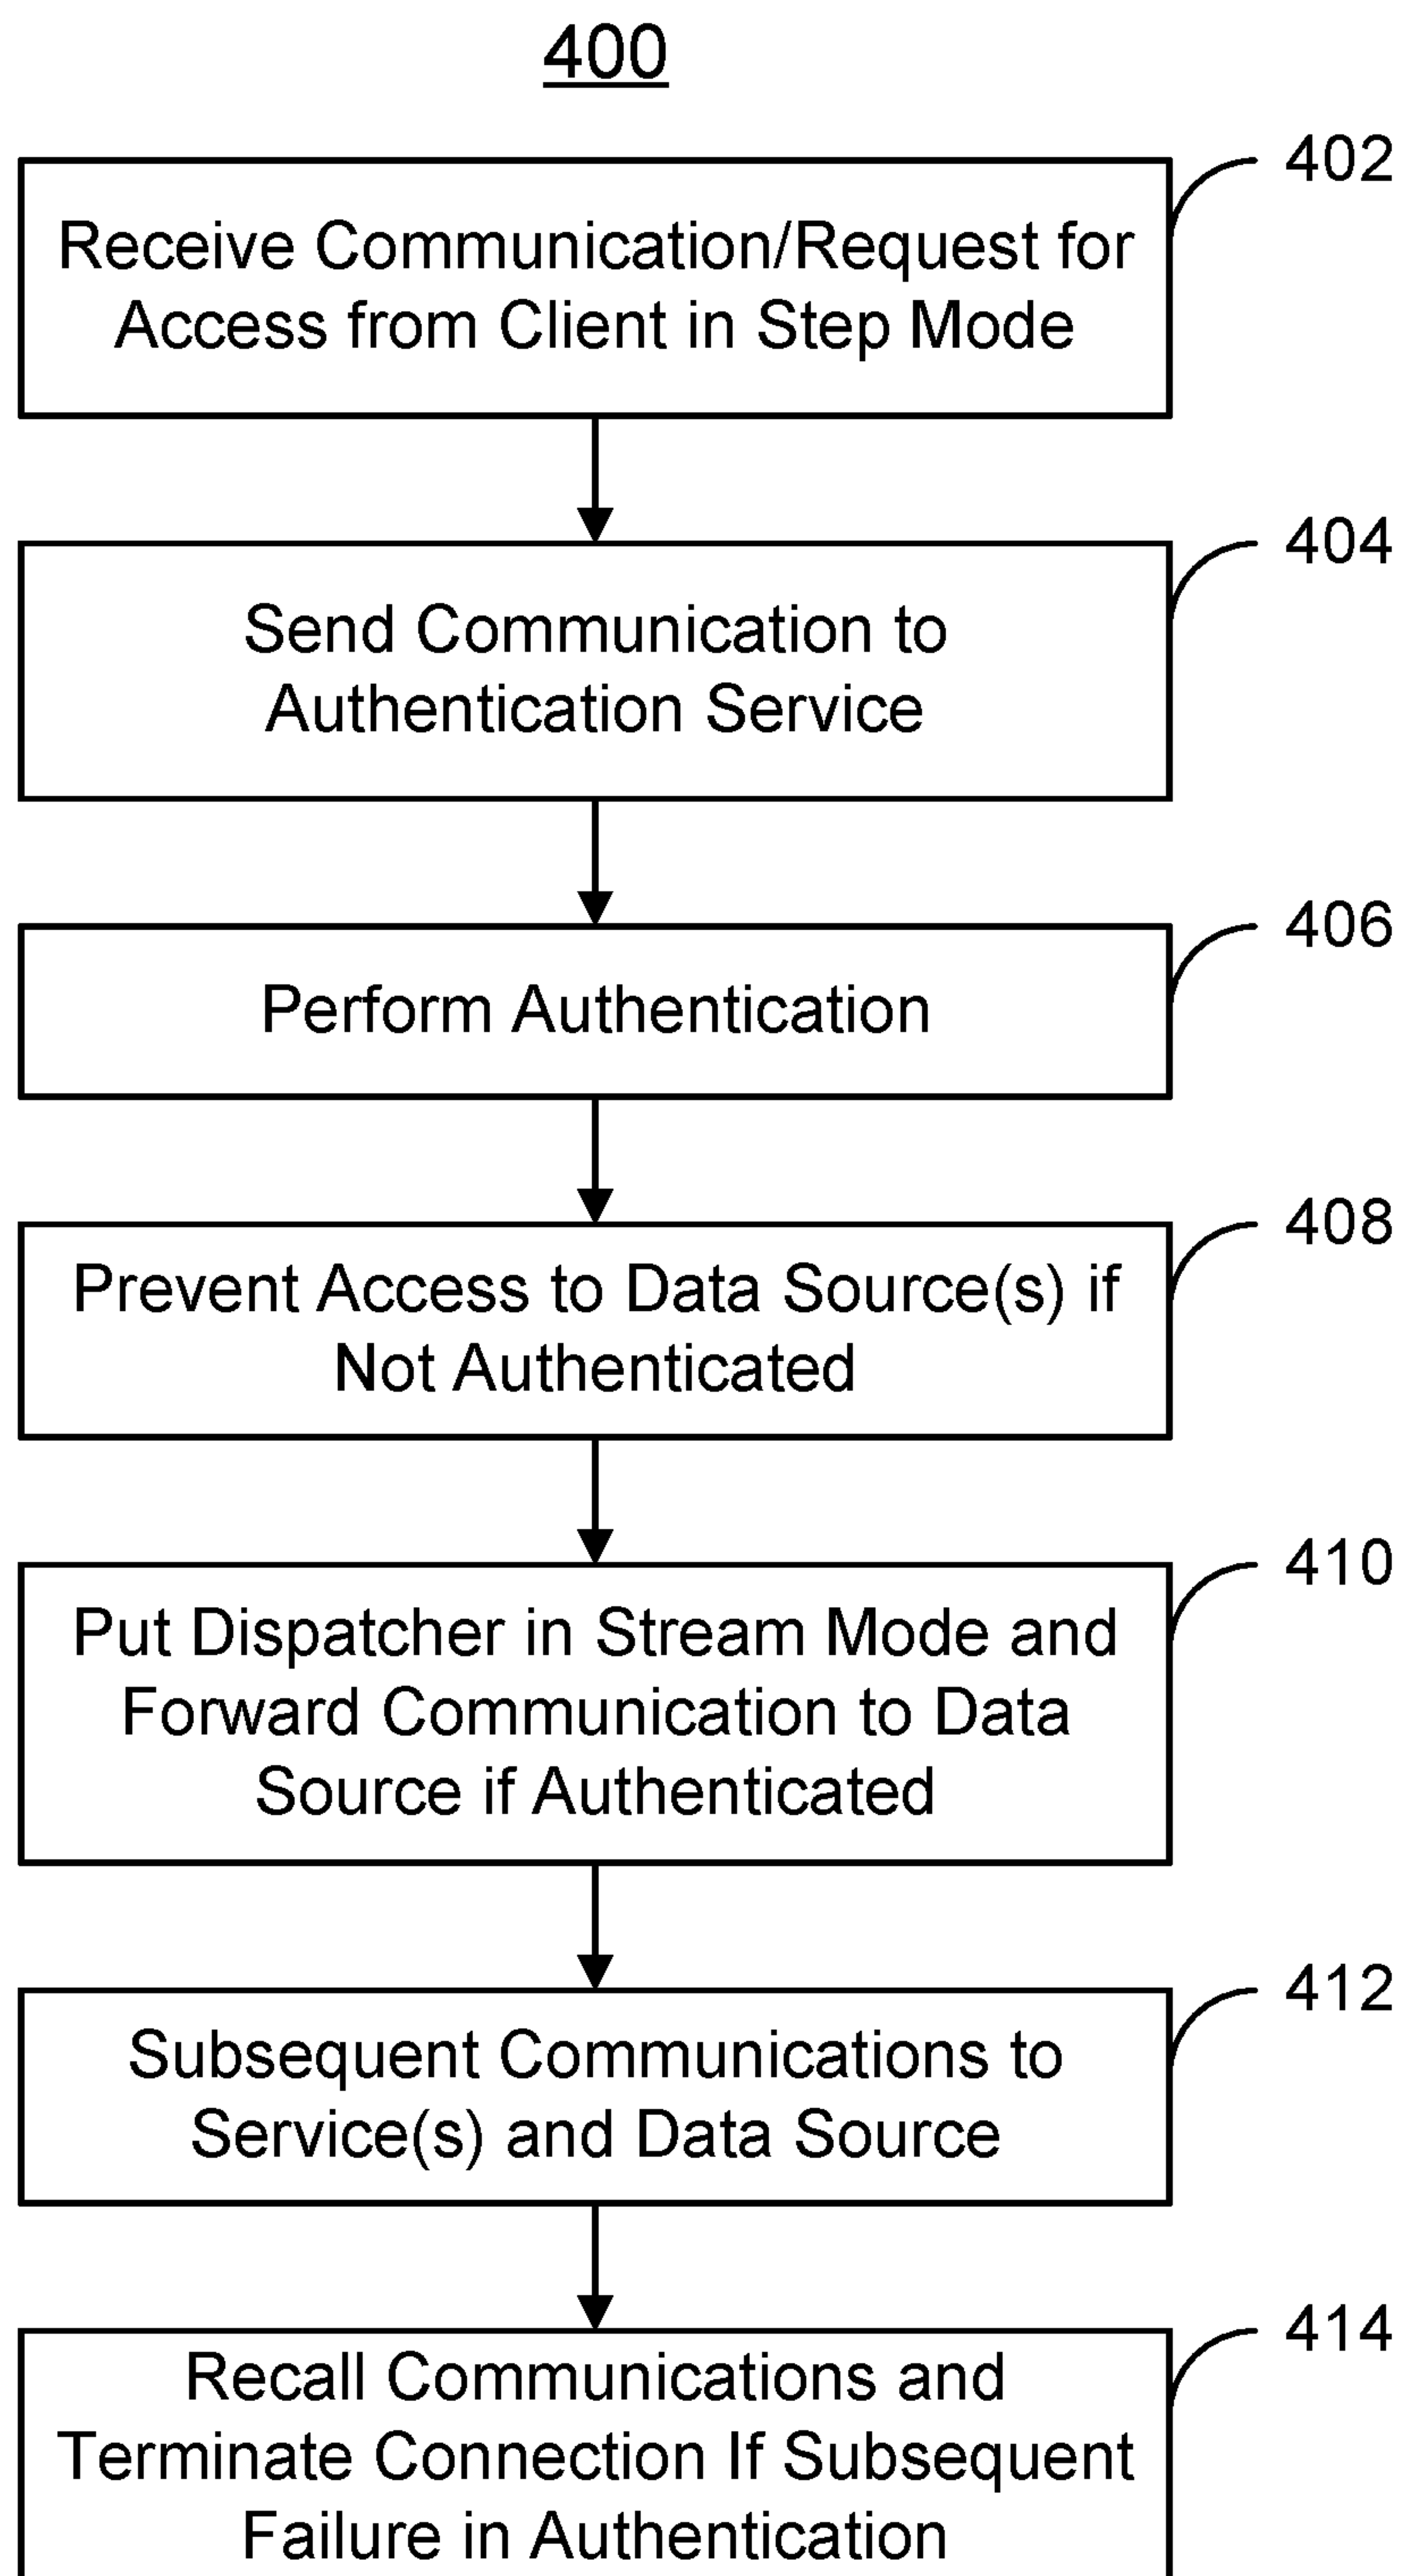 400
402
Receive Communication/Request for
Access from Client in Step Mode
404
Send Communication to
Authentication Service
406
Perform Authentication
408
Prevent Access to Data Source(s) if
Not Authenticated
410
Put Dispatcher in Stream Mode and
Forward Communication to Data
Source if Authenticated
412
Subsequent Communications to
Service(s) and Data Source
414
Recall Communications and
Terminate Connection If Subsequent
Failure in Authentication